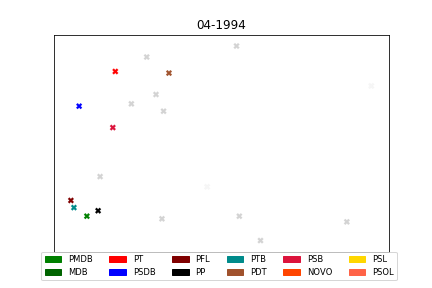 04-1994
PMDB PT PFL PTB PSB PSL
MDB PSDB PP PDT NOVO PSOL